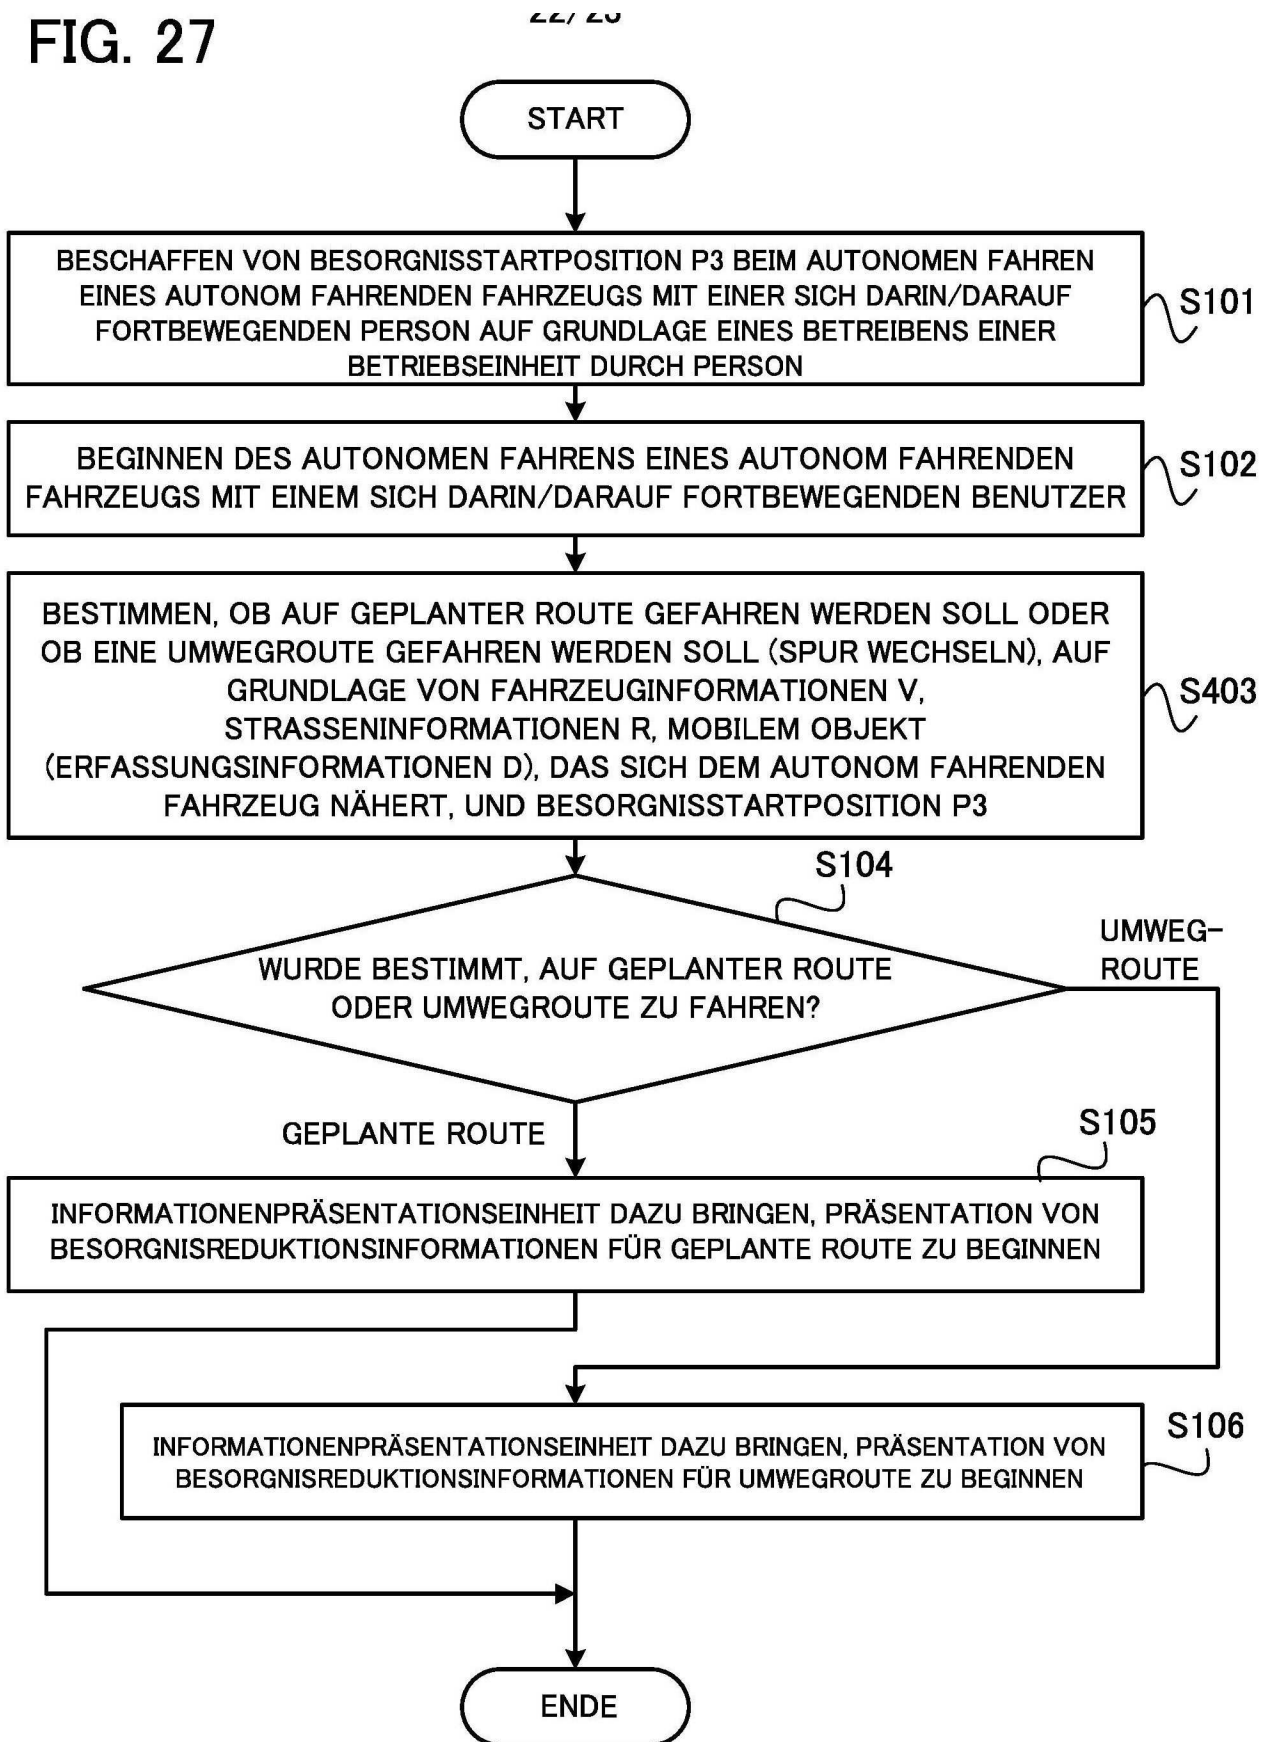 FIG. 27
START
BESCHAFFEN VON BESORGNISSTARTPOSITION P3 BEIM AUTONOMEN FAHREN
EINES AUTONOM FAHRENDEN FAHRZEUGS MIT EINER SICH DARIN/DARAUF
FORTBEWEGENDEN PERSON AUF GRUNDLAGE EINES BETREIBENS EINER
BETRIEBSEINHEIT DURCH PERSON
S101
BEGINNEN DES AUTONOMEN FAHRENS EINES AUTONOM FAHRENDEN
FAHRZEUGS MIT EINEM SICH DARIN/DARAUF FORTBEWEGENDEN BENUTZER
S102
BESTIMMEN, OB AUF GEPLANTER ROUTE GEFAHREN WERDEN SOLL ODER
OB EINE UMWEGROUTE GEFAHREN WERDEN SOLL (SPUR WECHSELN), AUF
GRUNDLAGE VON FAHRZEUGINFORMATIONEN V,
STRASSENINFORMATIONEN R, MOBILEM OBJEKT
(ERFASSUNGSINFORMATIONEN D), DAS SICH DEM AUTONOM FAHRENDEN
FAHRZEUG NÄHERT, UND BESORGNISSTARTPOSITION P3
S403
S104
WURDE BESTIMMT, AUF GEPLANTER ROUTE
ODER UMWEGROUTE ZU FAHREN?
UMWEG-
ROUTE
GEPLANTE ROUTE
S105
INFORMATIONENPRÄSENTATIONSEINHEIT DAZU BRINGEN, PRÄSENTATION VON
BESORGNISREDUKTIONSINFORMATIONEN FÜR GEPLANTE ROUTE ZU BEGINNEN
INFORMATIONENPRÄSENTATIONSEINHEIT DAZU BRINGEN, PRÄSENTATION VON
BESORGNISREDUKTIONSINFORMATIONEN FÜR UMWEGROUTE ZU BEGINNEN
S106
ENDE